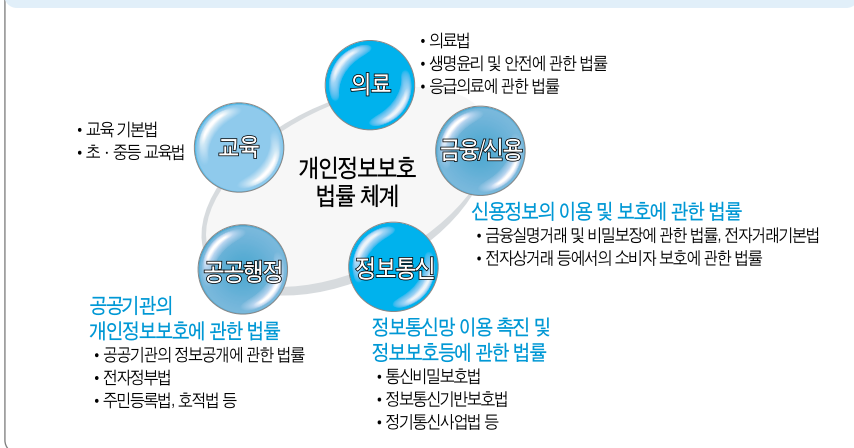 의료
• 의료법
• 생명윤리 및 안전에 관한 법률
• 응급의료에 관한 법률
교육
• 교육 기본법
• 초 · 중등 교육법
개인정보보호
법률 체계
금융/신용
신용정보의 이용 및 보호에 관한 법률
• 금융실명거래 및 비밀보장에 관한 법률, 전자거래기본법
• 전자상거래 등에서의 소비자 보호에 관한 법률
공공행정
공공기관의
개인정보보호에 관한 법률
• 공공기관의 정보공개에 관한 법률
• 전자정부법
• 주민등록법, 호적법 등
정보통신
정보통신망 이용 촉진 및
정보보호등에 관한 법률
• 통신비밀보호법
• 정보통신기반보호법
• 정기통신사업법 등